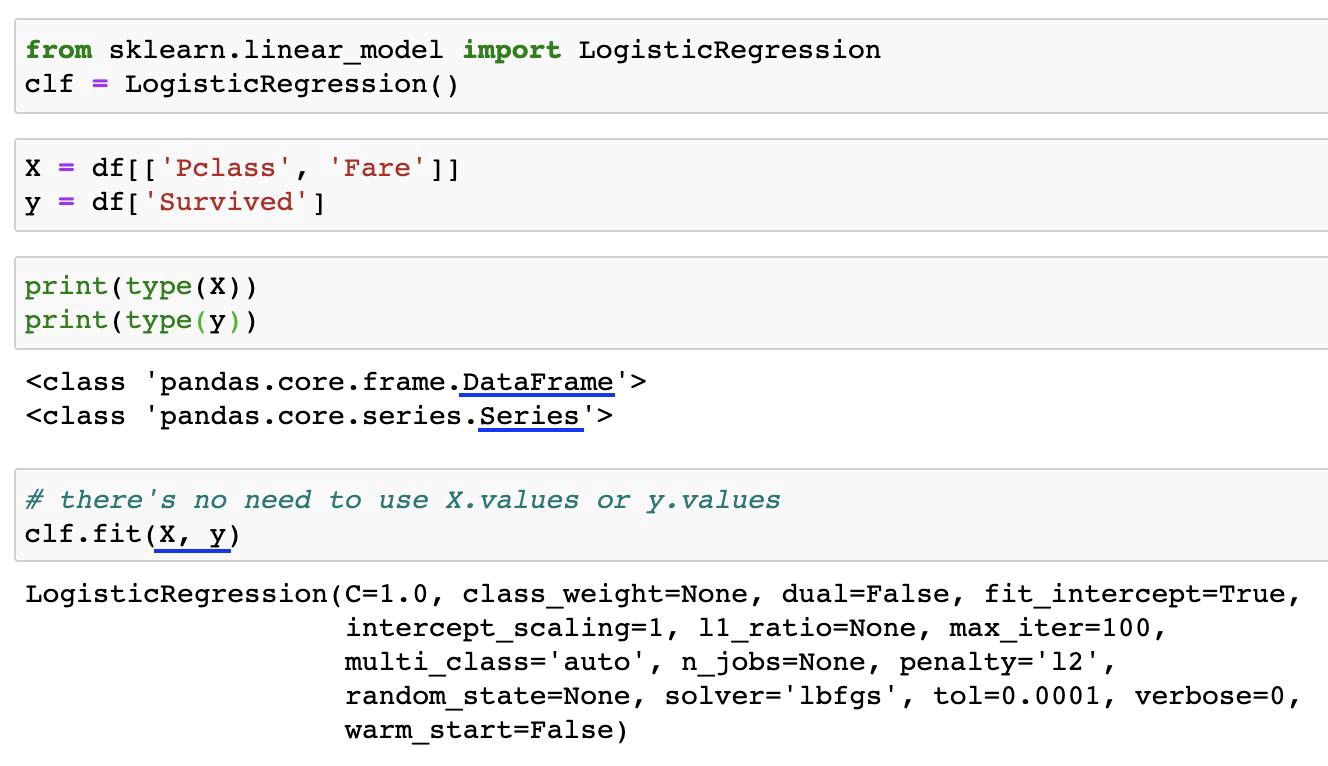 from sklearn.linear_model import LogisticRegression
clf = LogisticRegression()
X = df[['Pclass', 'Fare']]
y = df['Survived']
print(type(X))
print(type(y))
<class 'pandas.core.frame.DataFrame'>
<class 'pandas.core.series.Series'>
# there's no need to use X.values or y.values
clf.fit(X, y)
LogisticRegression(C=1.0, class_weight=None, dual=False, fit_intercept=True,
                   intercept_scaling=1, l1_ratio=None, max_iter=100,
                   multi_class='auto', n_jobs=None, penalty='l2',
                   random_state=None, solver='lbfgs', tol=0.0001, verbose=0,
                   warm_start=False)